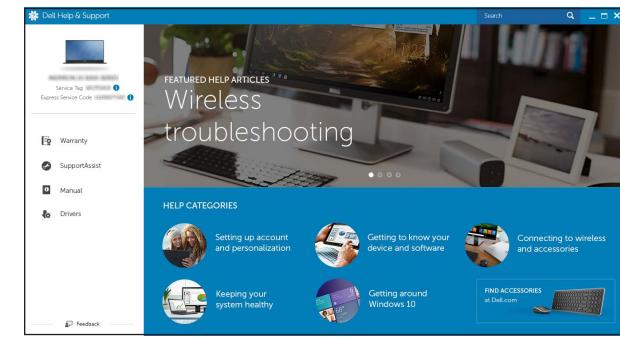 Dell Help & Support
Search
Service Tag:
Express Service Code:
Warranty
SupportAssist
Manual
Drivers
Feedback
FEATURED HELP ARTICLES
Wireless
troubleshooting
HELP CATEGORIES
Setting up account
and personalization
Getting to know your
device and software
Connecting to wireless
and accessories
Keeping your
system healthy
Getting around
Windows 10
FIND ACCESSORIES
at Dell.com